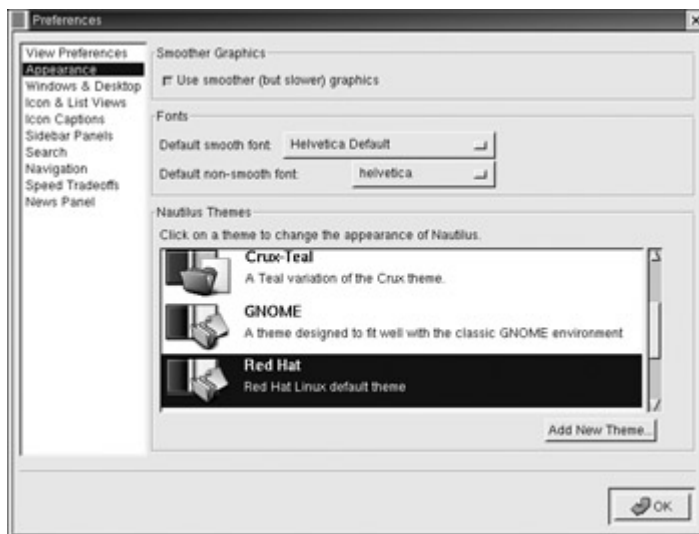 Preferences
View Preferences
Appearance
Windows & Desktop
Icon & List Views
Icon Captions
Sidebar Panels
Search
Navigation
Speed Tradeoffs
News Panel
Smoother Graphics
Use smoother (but slower) graphics
Fonts
Default smooth font: Helvetica Default
Default non-smooth font: helvetica
Nautilus Themes
Click on a theme to change the appearance of Nautilus.
Crux-Teal
A Teal variation of the Crux theme.
GNOME
A theme designed to fit well with the classic GNOME environment
Red Hat
Red Hat Linux default theme
Add New Theme...
OK